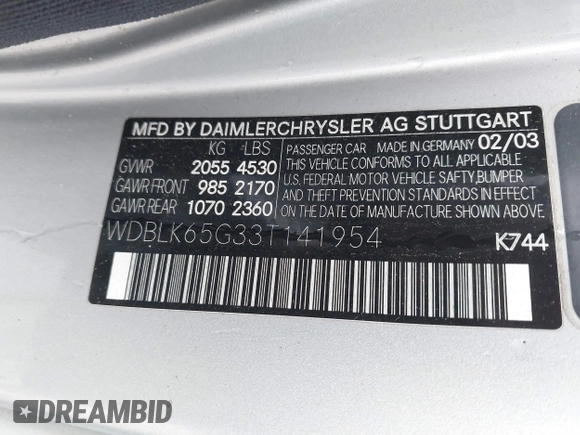 MFD BY DAIMLERCHRYSLER AG STUTTGART
KG LBS
GVWR 2055 4530
GAWR FRONT 985 2170
GAWR REAR 1070 2360
PASSENGER CAR MADE IN GERMANY 02/03
THIS VEHICLE CONFORMS TO ALL APPLICABLE
U.S. FEDERAL MOTOR VEHICLE SAFTY,BUMPER
AND THEFT PREVENTION STANDARDS IN EFFECT
ON THE DATE OF MANUFACTURE SHOWN ABOVE.
WDBLK65G33T141954 K744
DREAMBID